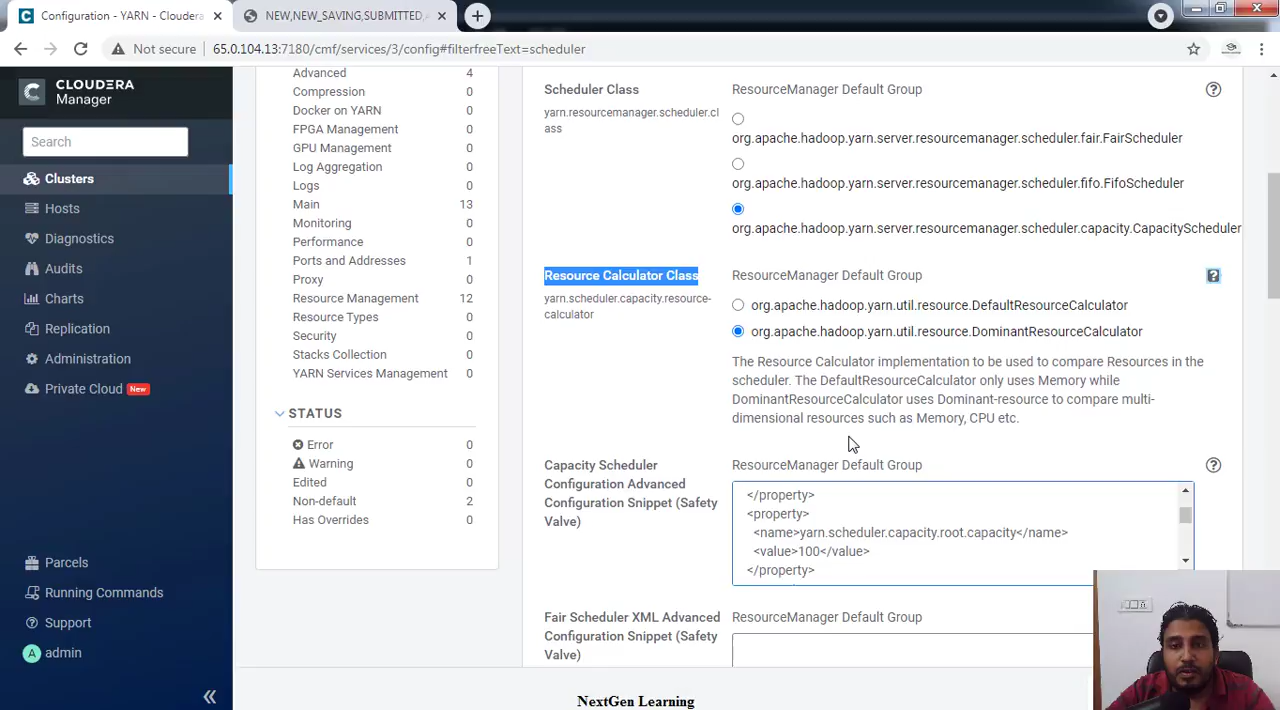 Configuration - YARN - Cloudera
NEW,NEW_SAVING,SUBMITTED,
Not secure
65.0.104.13:7180/cmf/services/3/config#filterfreeText=scheduler
CLOUDERA
Manager
Search
Clusters
Hosts
Diagnostics
Audits
Charts
Replication
Administration
Private Cloud New
Parcels
Running Commands
Support
A admin
Advanced 4
Compression 0
Docker on YARN 0
FPGA Management 0
GPU Management 0
Log Aggregation 0
Logs 0
Main 13
Monitoring 0
Performance 0
Ports and Addresses 1
Proxy 0
Resource Management 12
Resource Types 0
Security 0
Stacks Collection 0
YARN Services Management 0
STATUS
Error 0
Warning 0
Edited 0
Non-default 2
Has Overrides 0
Scheduler Class
yarn.resourcemanager.scheduler.cl
ass
ResourceManager Default Group
org.apache.hadoop.yarn.server.resourcemanager.scheduler.fair.FairScheduler
org.apache.hadoop.yarn.server.resourcemanager.scheduler.fifo.FifoScheduler
org.apache.hadoop.yarn.server.resourcemanager.scheduler.capacity.CapacityScheduler
Resource Calculator Class
yarn.scheduler.capacity.resource-
calculator
ResourceManager Default Group
org.apache.hadoop.yarn.util.resource.DefaultResourceCalculator
org.apache.hadoop.yarn.util.resource.DominantResourceCalculator
The Resource Calculator implementation to be used to compare Resources in the
scheduler. The DefaultResourceCalculator only uses Memory while
DominantResourceCalculator uses Dominant-resource to compare multi-
dimensional resources such as Memory, CPU etc.
Capacity Scheduler
Configuration Advanced
Configuration Snippet (Safety
Valve)
ResourceManager Default Group
</property>
<property>
<name>yarn.scheduler.capacity.root.capacity</name>
<value>100</value>
</property>
Fair Scheduler XML Advanced
Configuration Snippet (Safety
Valve)
ResourceManager Default Group
NextGen Learning